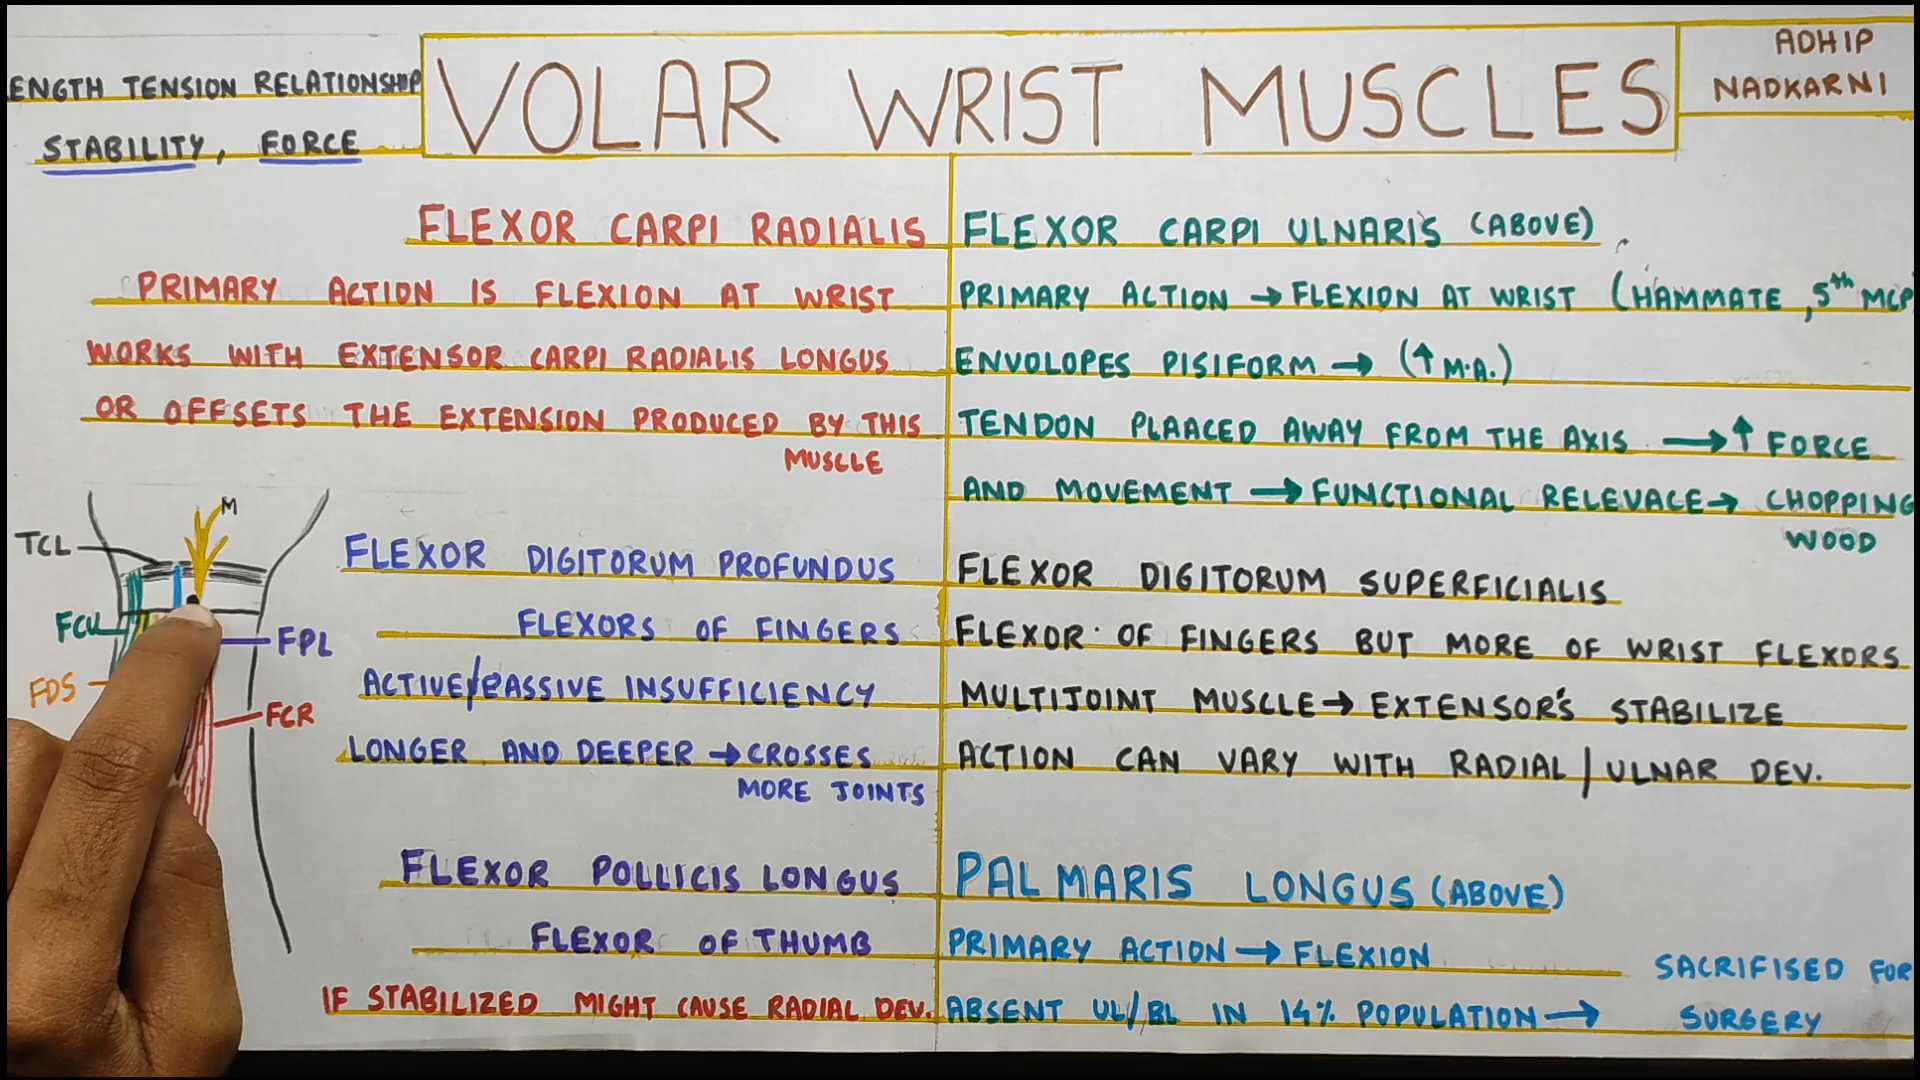 ENGTH TENSION RELATIONSHIP
STABILITY, FORCE
VOLAR WRIST MUSCLES
ADHIP
NADKARNI
FLEXOR CARPI RADIALIS
PRIMARY ACTION IS FLEXION AT WRIST
WORKS WITH EXTENSOR CARPI RADIALIS LONGUS
OR OFFSETS THE EXTENSION PRODUCED BY THIS
MUSCLE
FLEXOR CARPI ULNARIS (ABOVE)
PRIMARY ACTION → FLEXION AT WRIST (HAMMATE, 5th MCP
ENVOLOPES PISIFORM → (↑ M.A.)
TENDON PLAACED AWAY FROM THE AXIS → ↑ FORCE
AND MOVEMENT → FUNCTIONAL RELEVACE → CHOPPING
WOOD
M
TCL
FCU
FPL
FDS
FCR
FLEXOR DIGITORUM PROFUNDUS
FLEXORS OF FINGERS
ACTIVE/PASSIVE INSUFFICIENCY
LONGER AND DEEPER → CROSSES
MORE JOINTS
FLEXOR DIGITORUM SUPERFICIALIS
FLEXOR OF FINGERS BUT MORE OF WRIST FLEXORS
MULTIJOINT MUSCLE → EXTENSOR'S STABILIZE
ACTION CAN VARY WITH RADIAL / ULNAR DEV.
FLEXOR POLLICIS LONGUS
FLEXOR OF THUMB
IF STABILIZED MIGHT CAUSE RADIAL DEV.
PALMARIS LONGUS (ABOVE)
PRIMARY ACTION → FLEXION
ABSENT UL/BL IN 14% POPULATION →
SACRIFISED FOR
SURGERY